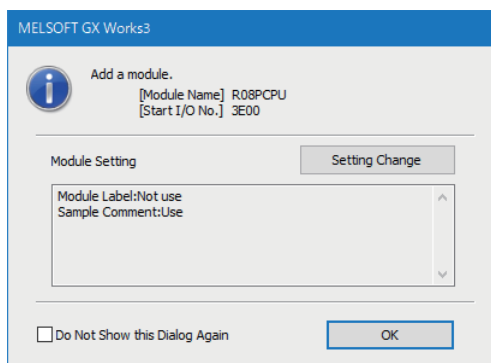 MELSOFT GX Works3
Add a module.
[Module Name] R08PCPU
[Start I/O No.] 3E00
Module Setting
Setting Change
Module Label:Not use
Sample Comment:Use
Do Not Show this Dialog Again
OK